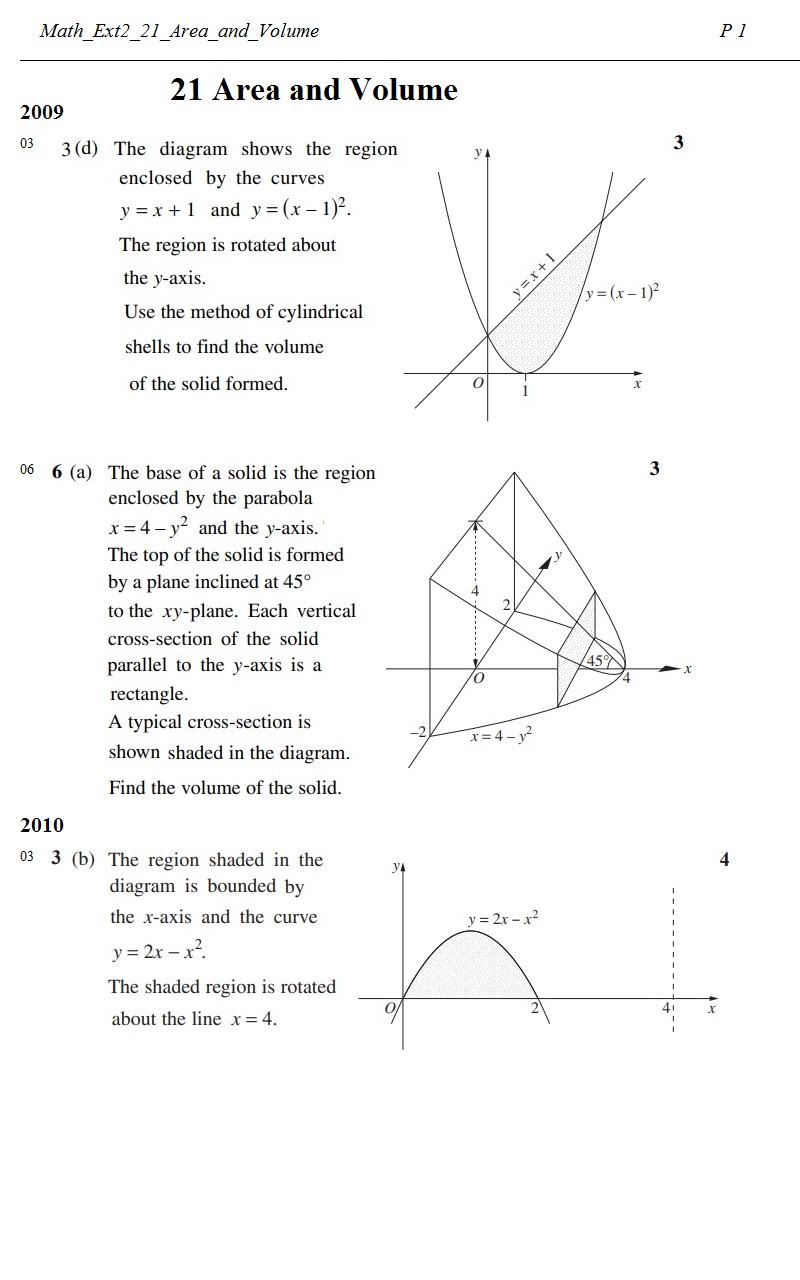 Math_Ext2_21_Area_and_Volume P 1
21 Area and Volume
2009
03 3 (d) The diagram shows the region 3
enclosed by the curves
y = x + 1 and y = (x – 1)².
The region is rotated about
the y-axis.
Use the method of cylindrical
shells to find the volume
of the solid formed.
y
y = x + 1
y = (x – 1)²
O
1
x
06 6 (a) The base of a solid is the region 3
enclosed by the parabola
x = 4 – y² and the y-axis.
The top of the solid is formed
by a plane inclined at 45°
to the xy-plane. Each vertical
cross-section of the solid
parallel to the y-axis is a
rectangle.
A typical cross-section is
shown shaded in the diagram.
Find the volume of the solid.
y
4
2
45°
x
O
4
–2
x = 4 – y²
2010
03 3 (b) The region shaded in the 4
diagram is bounded by
the x-axis and the curve
y = 2x – x².
The shaded region is rotated
about the line x = 4.
y
y = 2x – x²
O
2
4
x